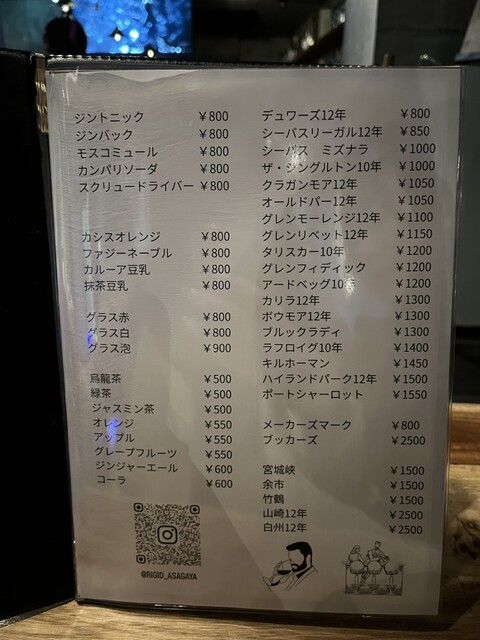 ジントニック ￥800
ジンバック ￥800
モスコミュール ￥800
カンパリソーダ ￥800
スクリュードライバー ￥800
カシスオレンジ ￥800
ファジーネーブル ￥800
カルーア豆乳 ￥800
抹茶豆乳 ￥800
グラス赤 ￥800
グラス白 ￥800
グラス泡 ￥900
烏龍茶 ￥500
緑茶 ￥500
ジャスミン茶 ￥500
オレンジ ￥550
アップル ￥550
グレープフルーツ ￥550
ジンジャーエール ￥600
コーラ ￥600
@RIGID_ASAGAYA
デュワーズ12年 ￥800
シーバスリーガル12年 ￥850
シーバス ミズナラ ￥1000
ザ・シングルトン10年 ￥1000
クラガンモア12年 ￥1050
オールドパー12年 ￥1050
グレンモーレンジ12年 ￥1100
グレンリベット12年 ￥1150
タリスカー10年 ￥1200
グレンフィディック ￥1200
アードベッグ10年 ￥1200
カリラ12年 ￥1300
ボウモア12年 ￥1300
ブルックラディ ￥1300
ラフロイグ10年 ￥1400
キルホーマン ￥1450
ハイランドパーク12年 ￥1500
ポートシャーロット ￥1550
メーカーズマーク ￥800
ブッカーズ ￥2500
宮城峡 ￥1500
余市 ￥1500
竹鶴 ￥1500
山崎12年 ￥2500
白州12年 ￥2500